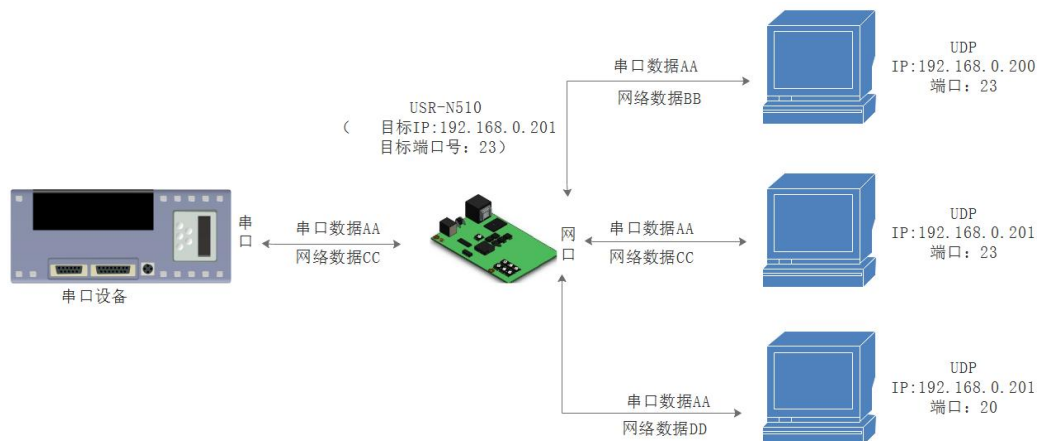 串口数据AA
网络数据BB
UDP
IP:192.168.0.200
端口：23
USR-N510
（ 目标IP:192.168.0.201
目标端口号：23）
串口
串口数据AA
网络数据CC
网口
串口数据AA
网络数据CC
UDP
IP:192.168.0.201
端口：23
串口设备
串口数据AA
网络数据DD
UDP
IP:192.168.0.201
端口：20